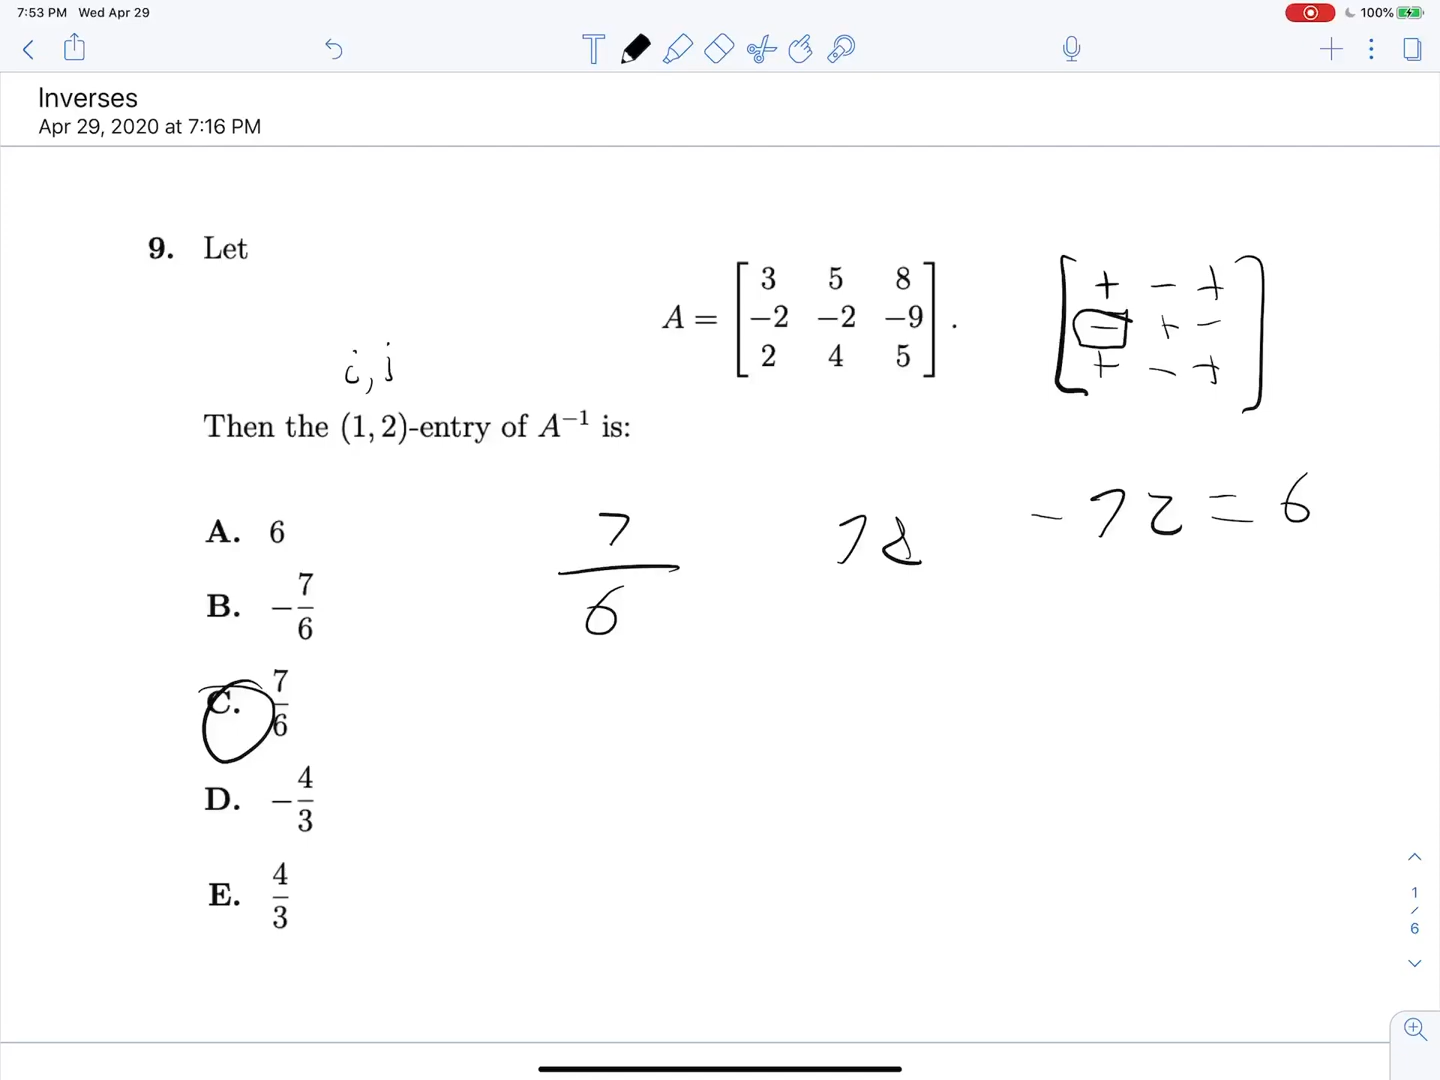 7:53 PM Wed Apr 29
100%
Inverses
Apr 29, 2020 at 7:16 PM
9. Let
A = [3 5 8
-2 -2 -9
2 4 5].
[+ - +
- + -
+ - +]
i, j
Then the (1, 2)-entry of A⁻¹ is:
A. 6
B. -7/6
C. 7/6
D. -4/3
E. 4/3
7/6
78 - 72 = 6
1
/
6